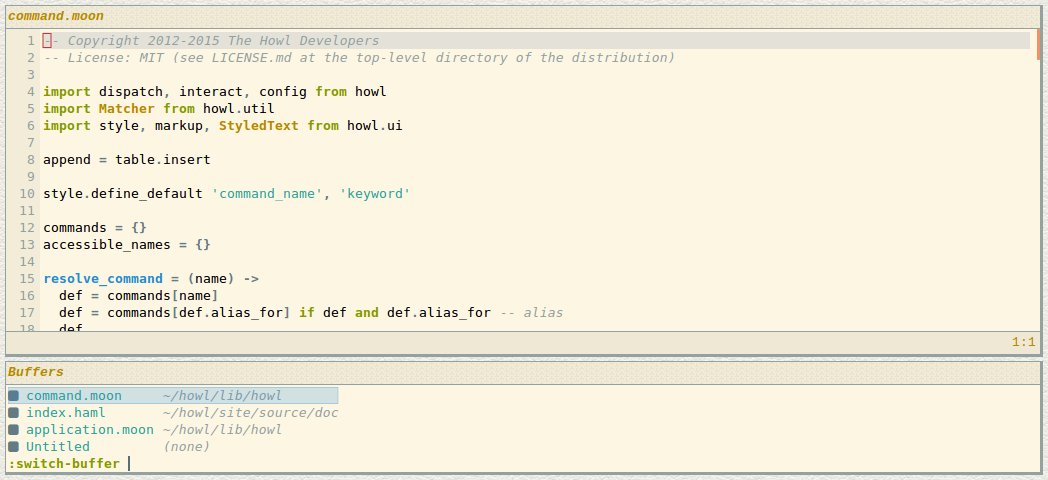 command.moon
1 -- Copyright 2012-2015 The Howl Developers
2 -- License: MIT (see LICENSE.md at the top-level directory of the distribution)
3
4 import dispatch, interact, config from howl
5 import Matcher from howl.util
6 import style, markup, StyledText from howl.ui
7
8 append = table.insert
9
10 style.define_default 'command_name', 'keyword'
11
12 commands = {}
13 accessible_names = {}
14
15 resolve_command = (name) ->
16   def = commands[name]
17   def = commands[def.alias_for] if def and def.alias_for -- alias
18   def
1:1
Buffers
command.moon ~/howl/lib/howl
index.haml ~/howl/site/source/doc
application.moon ~/howl/lib/howl
Untitled (none)
:switch-buffer